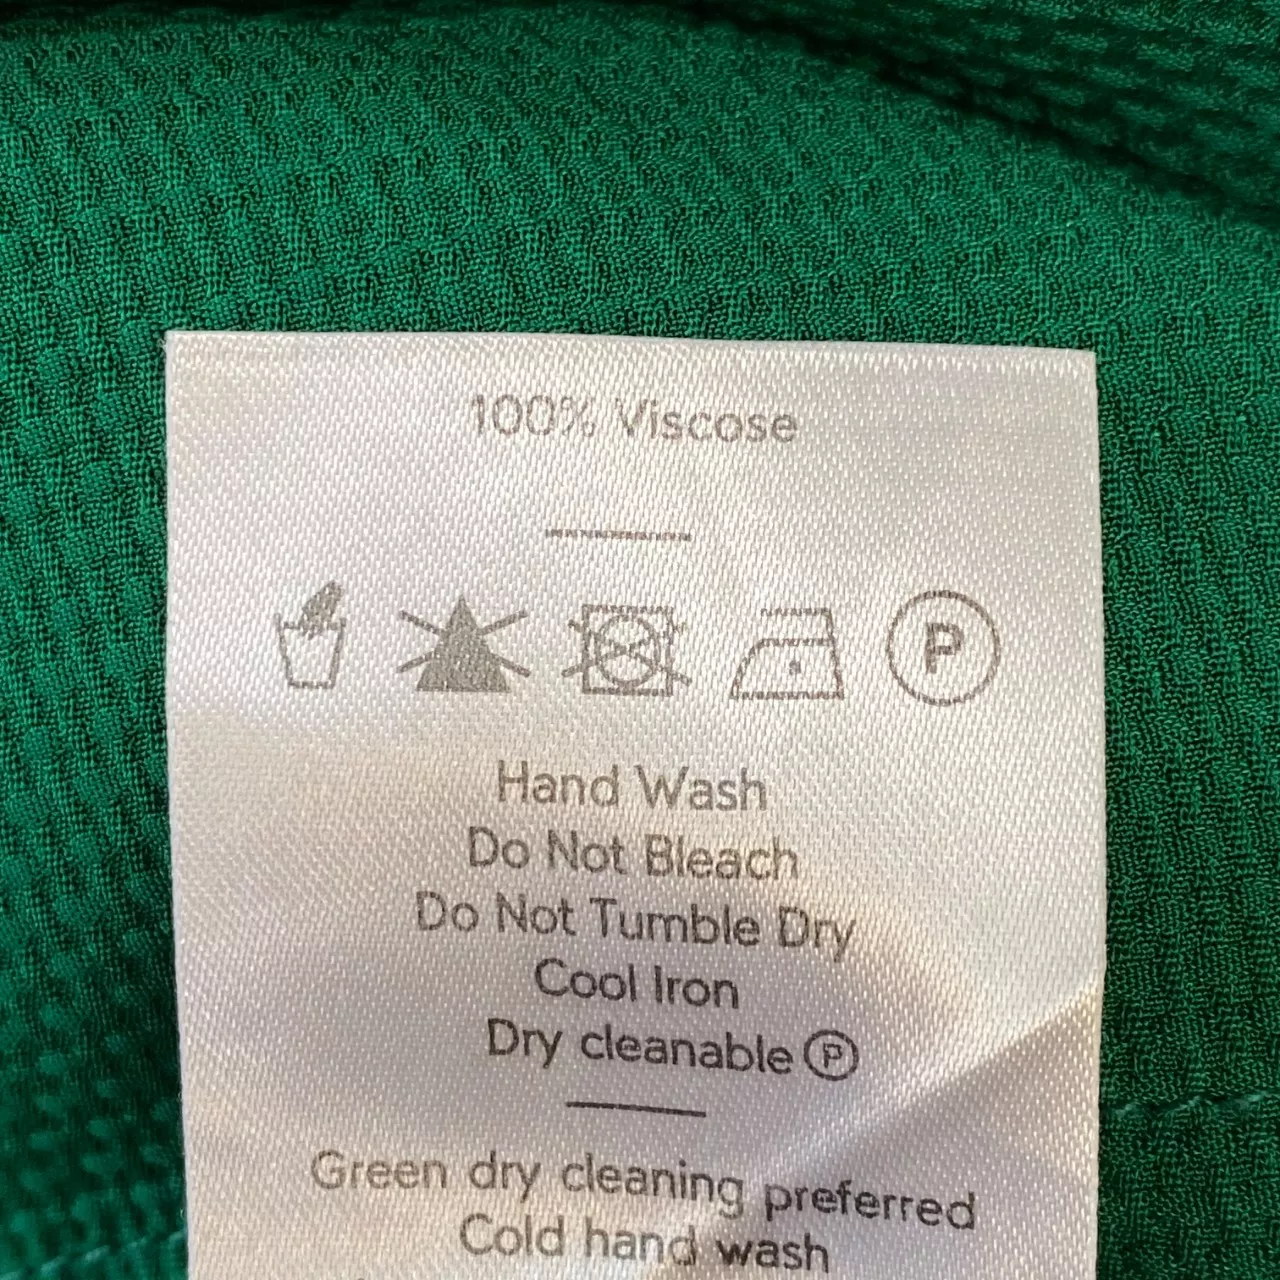 100% Viscose
P
Hand Wash
Do Not Bleach
Do Not Tumble Dry
Cool Iron
Dry cleanable Ⓟ
Green dry cleaning preferred
Cold hand wash